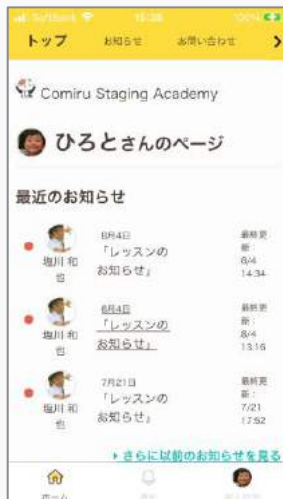 SoftBank 15:38 100%
トップ お知らせ お問い合わせ
Comiru Staging Academy
ひろとさんのページ
最近のお知らせ
8月4日
「レッスンの
お知らせ」
塩川 和
也
最終更
新：
8/4
14:34
8月4日
「レッスンの
お知らせ」
塩川 和
也
最終更
新：
8/4
13:16
7月21日
「レッスンの
お知らせ」
塩川 和
也
最終更
新：
7/21
17:52
さらに以前のお知らせを見る
ホーム